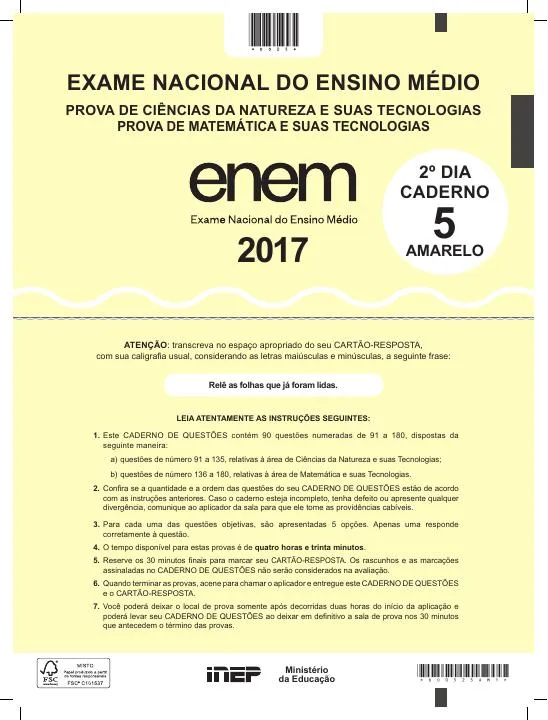 EXAME NACIONAL DO ENSINO MÉDIO
PROVA DE CIÊNCIAS DA NATUREZA E SUAS TECNOLOGIAS
PROVA DE MATEMÁTICA E SUAS TECNOLOGIAS
enem
Exame Nacional do Ensino Médio
2017
2º DIA
CADERNO
5
AMARELO
ATENÇÃO: transcreva no espaço apropriado do seu CARTÃO-RESPOSTA,
com sua caligrafia usual, considerando as letras maiúsculas e minúsculas, a seguinte frase:
Relê as folhas que já foram lidas.
LEIA ATENTAMENTE AS INSTRUÇÕES SEGUINTES:
1. Este CADERNO DE QUESTÕES contém 90 questões numeradas de 91 a 180, dispostas da
seguinte maneira:
a) questões de número 91 a 135, relativas à área de Ciências da Natureza e suas Tecnologias;
b) questões de número 136 a 180, relativas à área de Matemática e suas Tecnologias.
2. Confira se a quantidade e a ordem das questões do seu CADERNO DE QUESTÕES estão de acordo
com as instruções anteriores. Caso o caderno esteja incompleto, tenha defeito ou apresente qualquer
divergência, comunique ao aplicador da sala para que ele tome as providências cabíveis.
3. Para cada uma das questões objetivas, são apresentadas 5 opções. Apenas uma responde
corretamente à questão.
4. O tempo disponível para estas provas é de quatro horas e trinta minutos.
5. Reserve os 30 minutos finais para marcar seu CARTÃO-RESPOSTA. Os rascunhos e as marcações
assinaladas no CADERNO DE QUESTÕES não serão considerados na avaliação.
6. Quando terminar as provas, acene para chamar o aplicador e entregue este CADERNO DE QUESTÕES
e o CARTÃO-RESPOSTA.
7. Você poderá deixar o local de prova somente após decorridas duas horas do início da aplicação e
poderá levar seu CADERNO DE QUESTÕES ao deixar em definitivo a sala de prova nos 30 minutos
que antecedem o término das provas.
FSC
MISTO
Papel produzido a partir
de fontes responsáveis
inep
Ministério
da Educação